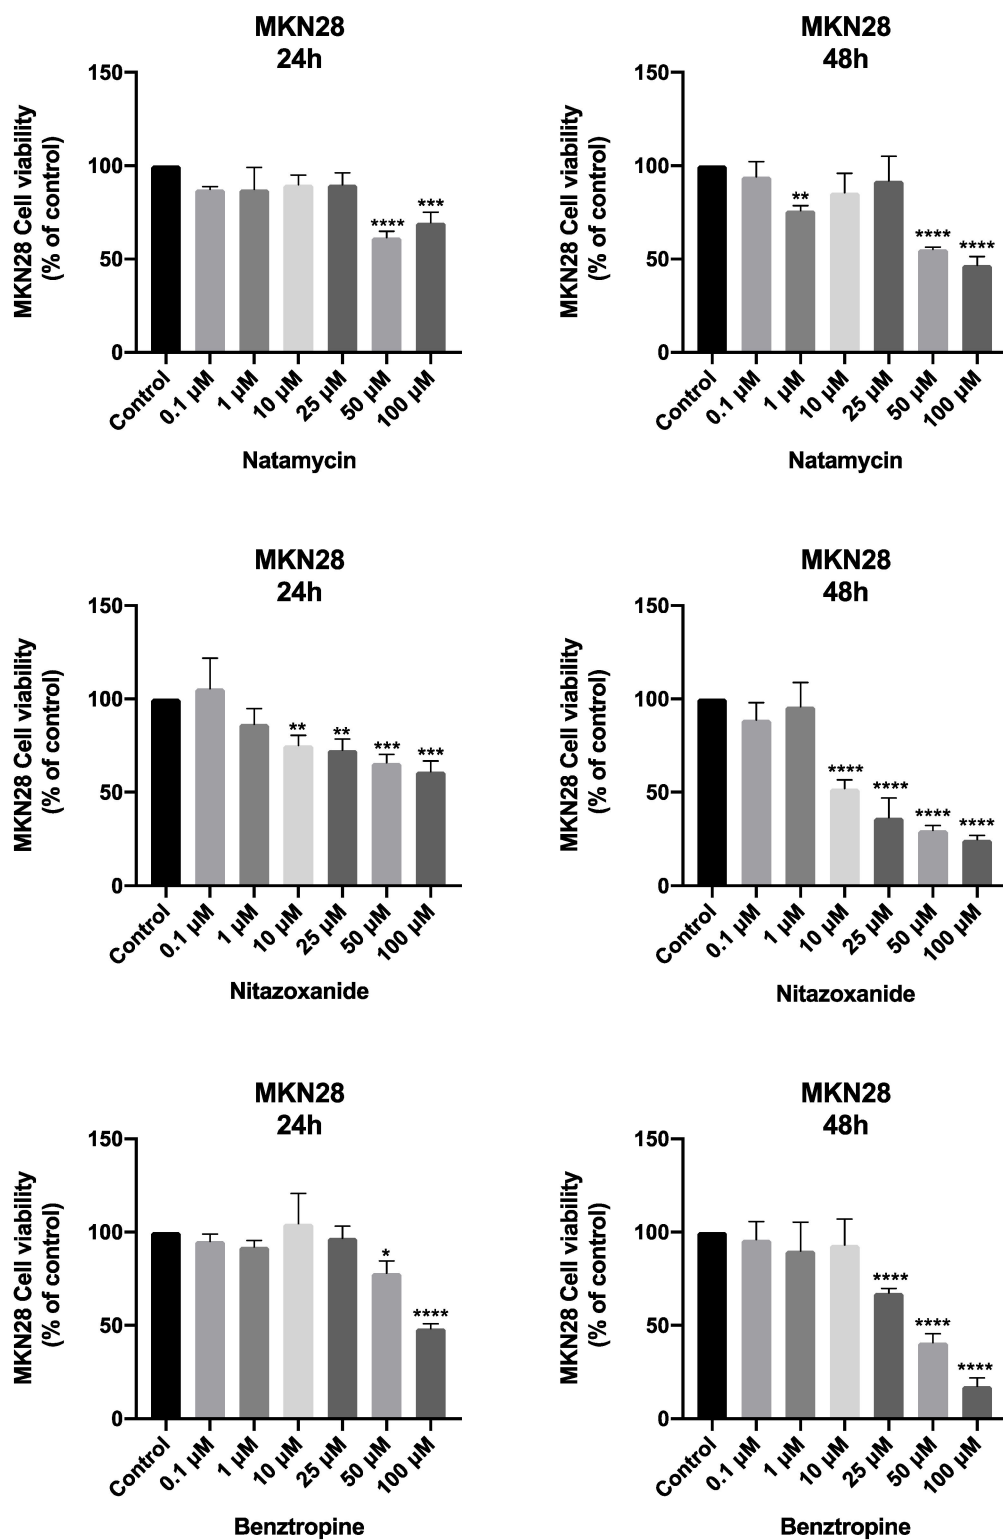 MKN28
24h
MKN28 Cell viability
(% of control)
150
100
50
0
***
****
Control
0.1 µM
1 µM
10 µM
25 µM
50 µM
100 µM
Natamycin
MKN28
48h
MKN28 Cell viability
(% of control)
150
100
50
0
**
****
****
Control
0.1 µM
1 µM
10 µM
25 µM
50 µM
100 µM
Natamycin
MKN28
24h
MKN28 Cell viability
(% of control)
150
100
50
0
**
**
***
***
Control
0.1 µM
1 µM
10 µM
25 µM
50 µM
100 µM
Nitazoxanide
MKN28
48h
MKN28 Cell viability
(% of control)
150
100
50
0
****
****
****
****
Control
0.1 µM
1 µM
10 µM
25 µM
50 µM
100 µM
Nitazoxanide
MKN28
24h
MKN28 Cell viability
(% of control)
150
100
50
0
*
****
Control
0.1 µM
1 µM
10 µM
25 µM
50 µM
100 µM
Benztropine
MKN28
48h
MKN28 Cell viability
(% of control)
150
100
50
0
****
****
****
Control
0.1 µM
1 µM
10 µM
25 µM
50 µM
100 µM
Benztropine